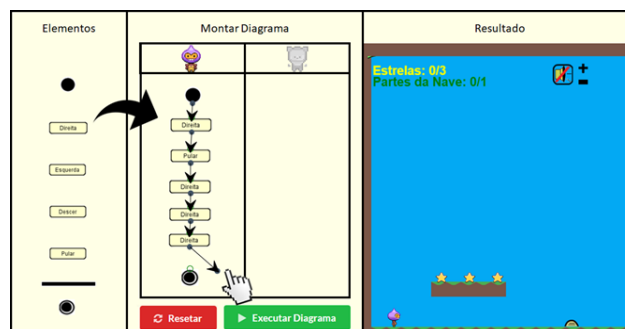 Elementos
Montar Diagrama
Resultado
Direita
Esquerda
Descer
Pular
Direita
Pular
Direita
Direita
Direita
Resetar
Executar Diagrama
Estrelas: 0/3
Partes da Nave: 0/1